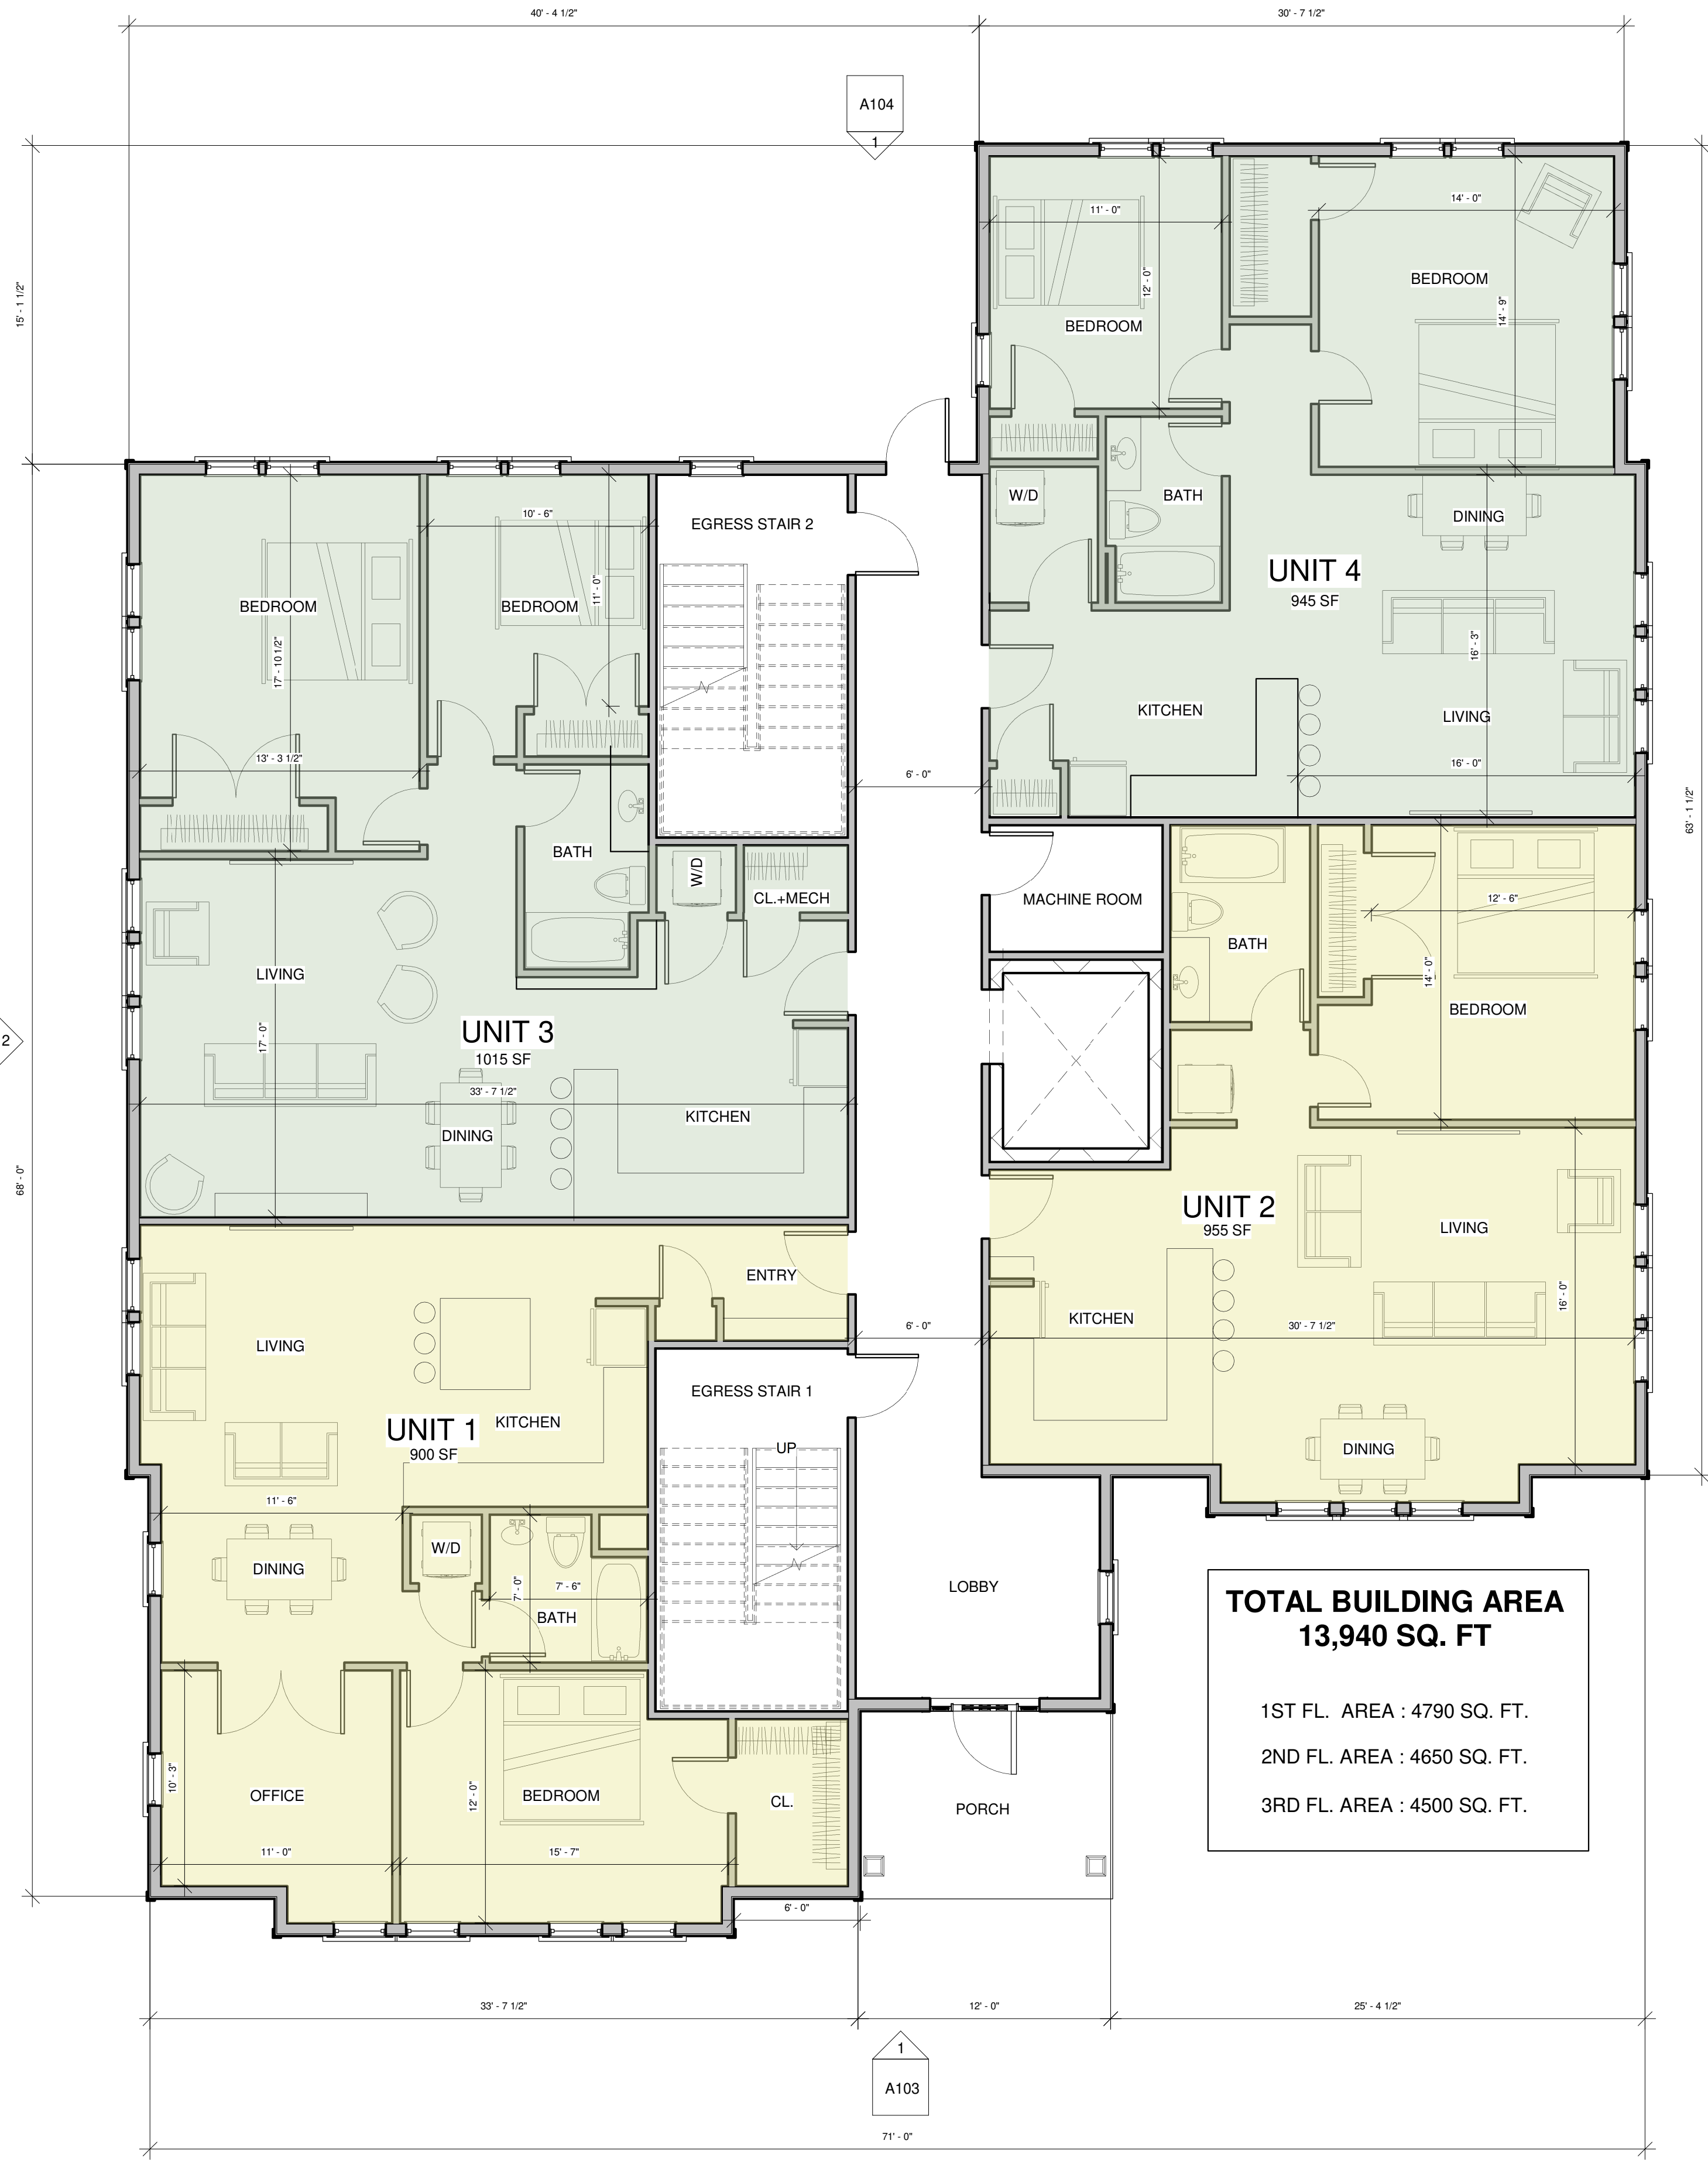 40' - 4 1/2"
30' - 7 1/2"
A104
1
15' - 1 1/2"
11' - 0"
14' - 0"
12' - 0"
BEDROOM
BEDROOM
14' - 9"
W/D
BATH
DINING
EGRESS STAIR 2
10' - 6"
UNIT 4
945 SF
BEDROOM
BEDROOM
11' - 0"
17' - 10 1/2"
16' - 3"
KITCHEN
LIVING
13' - 3 1/2"
6' - 0"
16' - 0"
63' - 1 1/2"
BATH
W/D
CL.+MECH
MACHINE ROOM
BATH
12' - 6"
14' - 0"
BEDROOM
LIVING
2
17' - 0"
UNIT 3
1015 SF
33' - 7 1/2"
DINING
KITCHEN
68' - 0"
UNIT 2
955 SF
LIVING
ENTRY
KITCHEN
16' - 0"
6' - 0"
30' - 7 1/2"
LIVING
EGRESS STAIR 1
UNIT 1
900 SF
KITCHEN
UP
DINING
11' - 6"
W/D
DINING
7' - 0"
7' - 6"
BATH
LOBBY
TOTAL BUILDING AREA
13,940 SQ. FT
1ST FL. AREA : 4790 SQ. FT.
2ND FL. AREA : 4650 SQ. FT.
3RD FL. AREA : 4500 SQ. FT.
10' - 3"
OFFICE
12' - 0"
BEDROOM
CL.
PORCH
11' - 0"
15' - 7"
6' - 0"
33' - 7 1/2"
12' - 0"
25' - 4 1/2"
1
A103
71' - 0"